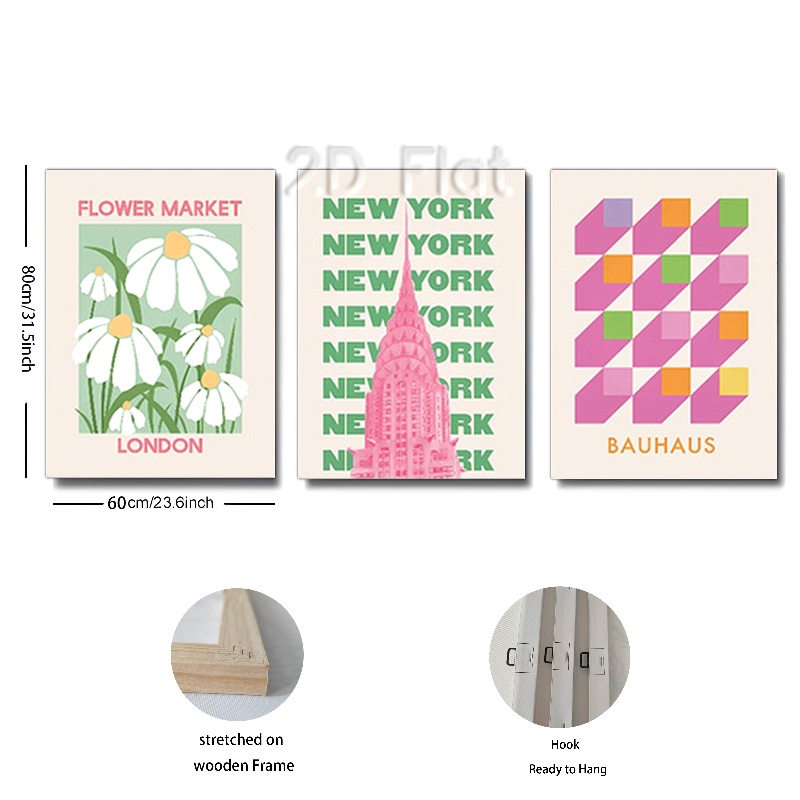 2D Flat
FLOWER MARKET
LONDON
NEW YORK
NEW YORK
NEW YORK
NEW YORK
NEW YORK
NEW YORK
NEW YORK
NEW YORK
BAUHAUS
80cm/31.5inch
60cm/23.6inch
stretched on
wooden Frame
Hook
Ready to Hang